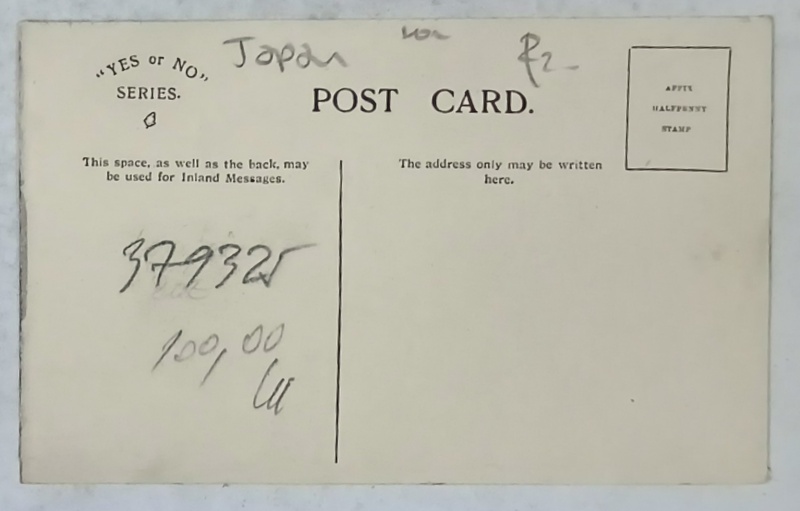 "YES or NO"
SERIES.
Japan
POST CARD.
AFFIX
HALFPENNY
STAMP
This space, as well as the back, may
be used for Inland Messages.
The address only may be written
here.
379325
100,00